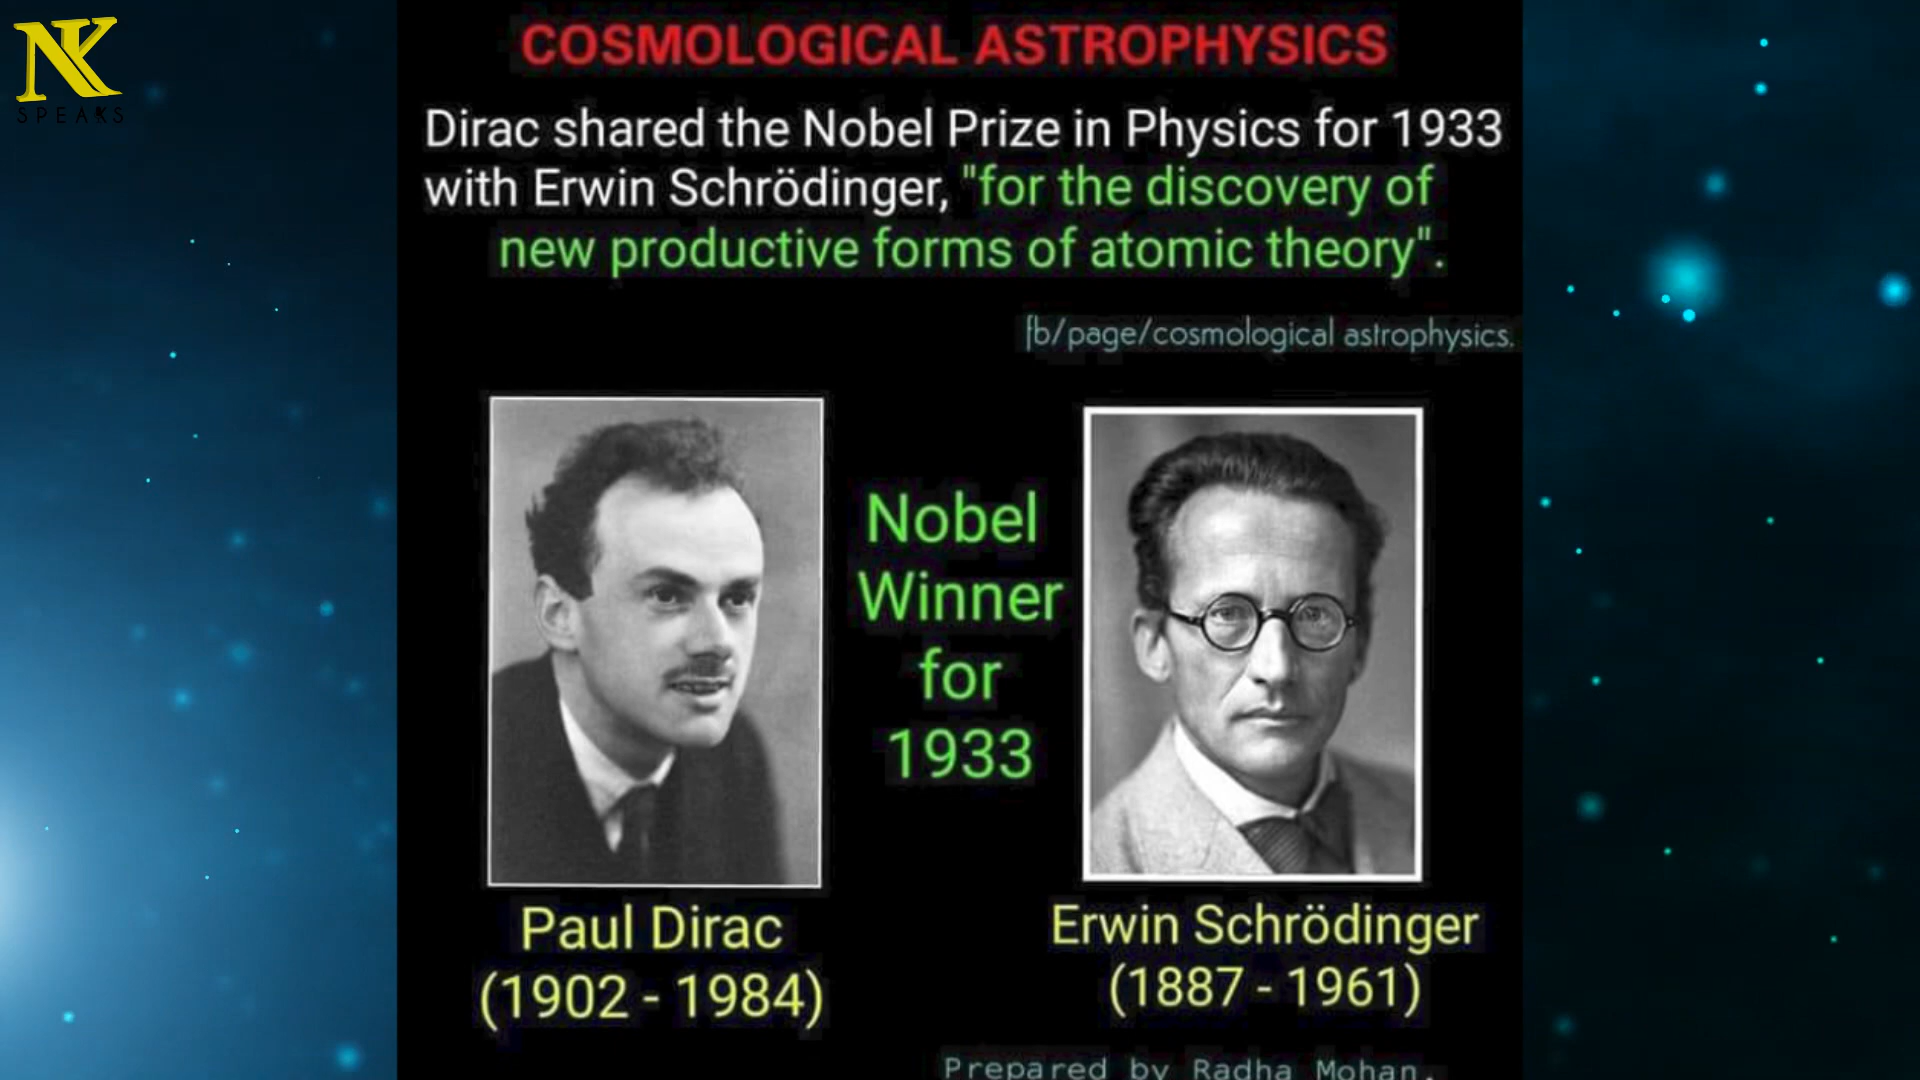 NK
SPEAKS
COSMOLOGICAL ASTROPHYSICS
Dirac shared the Nobel Prize in Physics for 1933
with Erwin Schrödinger, "for the discovery of
new productive forms of atomic theory".
fb/page/cosmological astrophysics.
Nobel
Winner
for
1933
Paul Dirac
(1902 - 1984)
Erwin Schrödinger
(1887 - 1961)
Prepared by Radha Mohan.